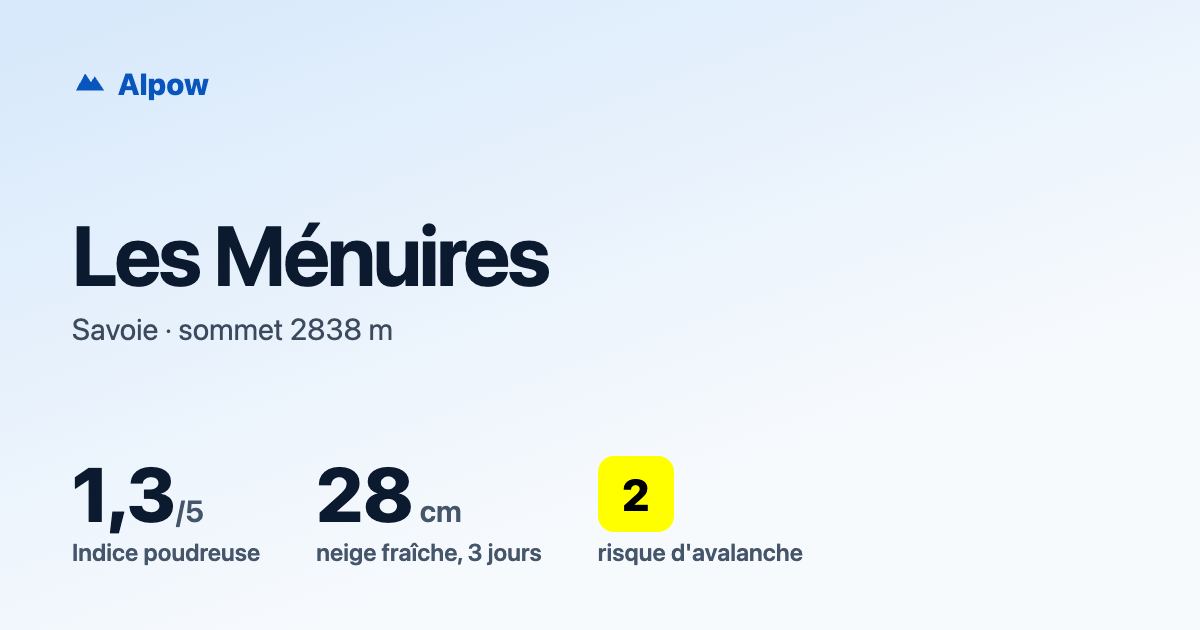 Alpow
Les Ménuires
Savoie · sommet 2838 m
1,3/5
Indice poudreuse
28 cm
neige fraîche, 3 jours
2
risque d'avalanche